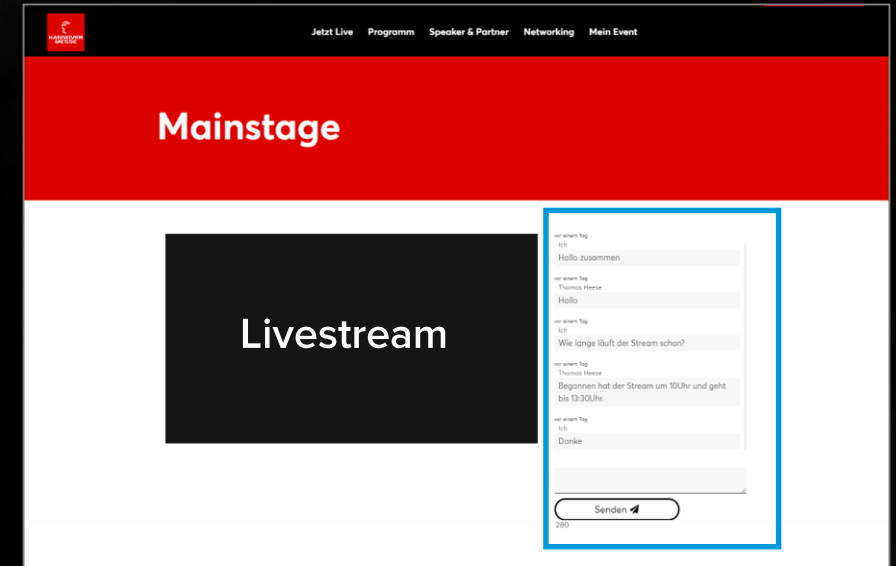 HANNOVER
MESSE
Jetzt Live Programm Speaker & Partner Networking Mein Event
Mainstage
Livestream
vor einem Tag
Ich
Hallo zusammen
vor einem Tag
Thomas Heese
Hallo
vor einem Tag
Ich
Wie lange läuft der Stream schon?
vor einem Tag
Thomas Heese
Begonnen hat der Stream um 10Uhr und geht
bis 13:30Uhr.
vor einem Tag
Ich
Danke
Senden
280